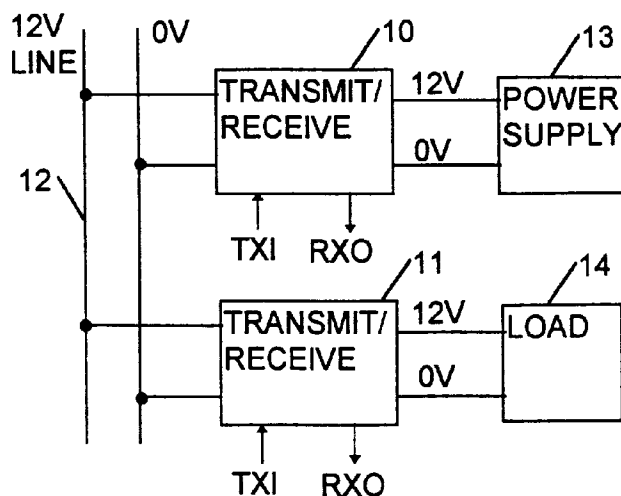 12V
LINE
0V
10
13
TRANSMIT/
RECEIVE
12V
0V
POWER
SUPPLY
12
TXI
RXO
11
14
TRANSMIT/
RECEIVE
12V
0V
LOAD
TXI
RXO